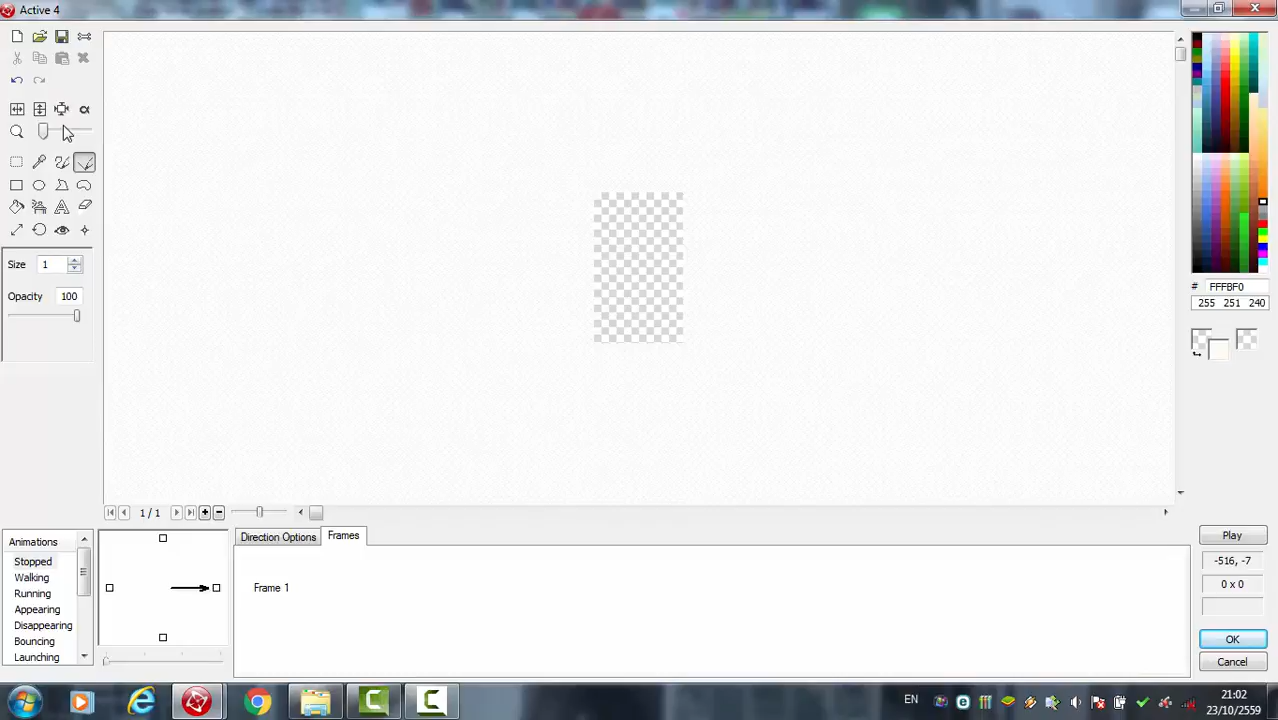 Active 4
α
A
Size 1
Opacity 100
# FFFBF0
255 251 240
1 / 1
Animations
Stopped
Walking
Running
Appearing
Disappearing
Bouncing
Launching
Direction Options
Frames
Frame 1
Play
-516, -7
0 x 0
OK
Cancel
EN
21:02
23/10/2559